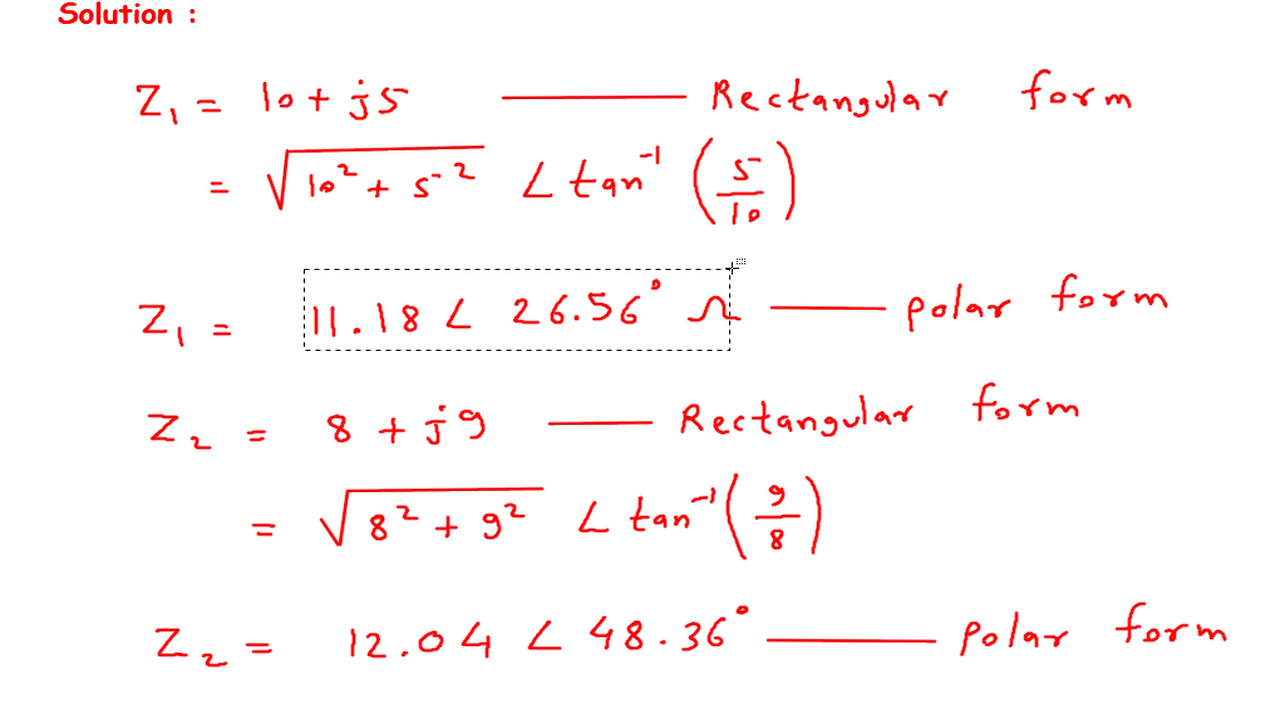 Solution :
Z₁ = 10 + j5 —— Rectangular form
= √(10² + 5²) ∠ tan⁻¹ (5/10)
Z₁ = 11.18 ∠ 26.56° Ω —— polar form
Z₂ = 8 + j9 —— Rectangular form
= √(8² + 9²) ∠ tan⁻¹ (9/8)
Z₂ = 12.04 ∠ 48.36° —— polar form